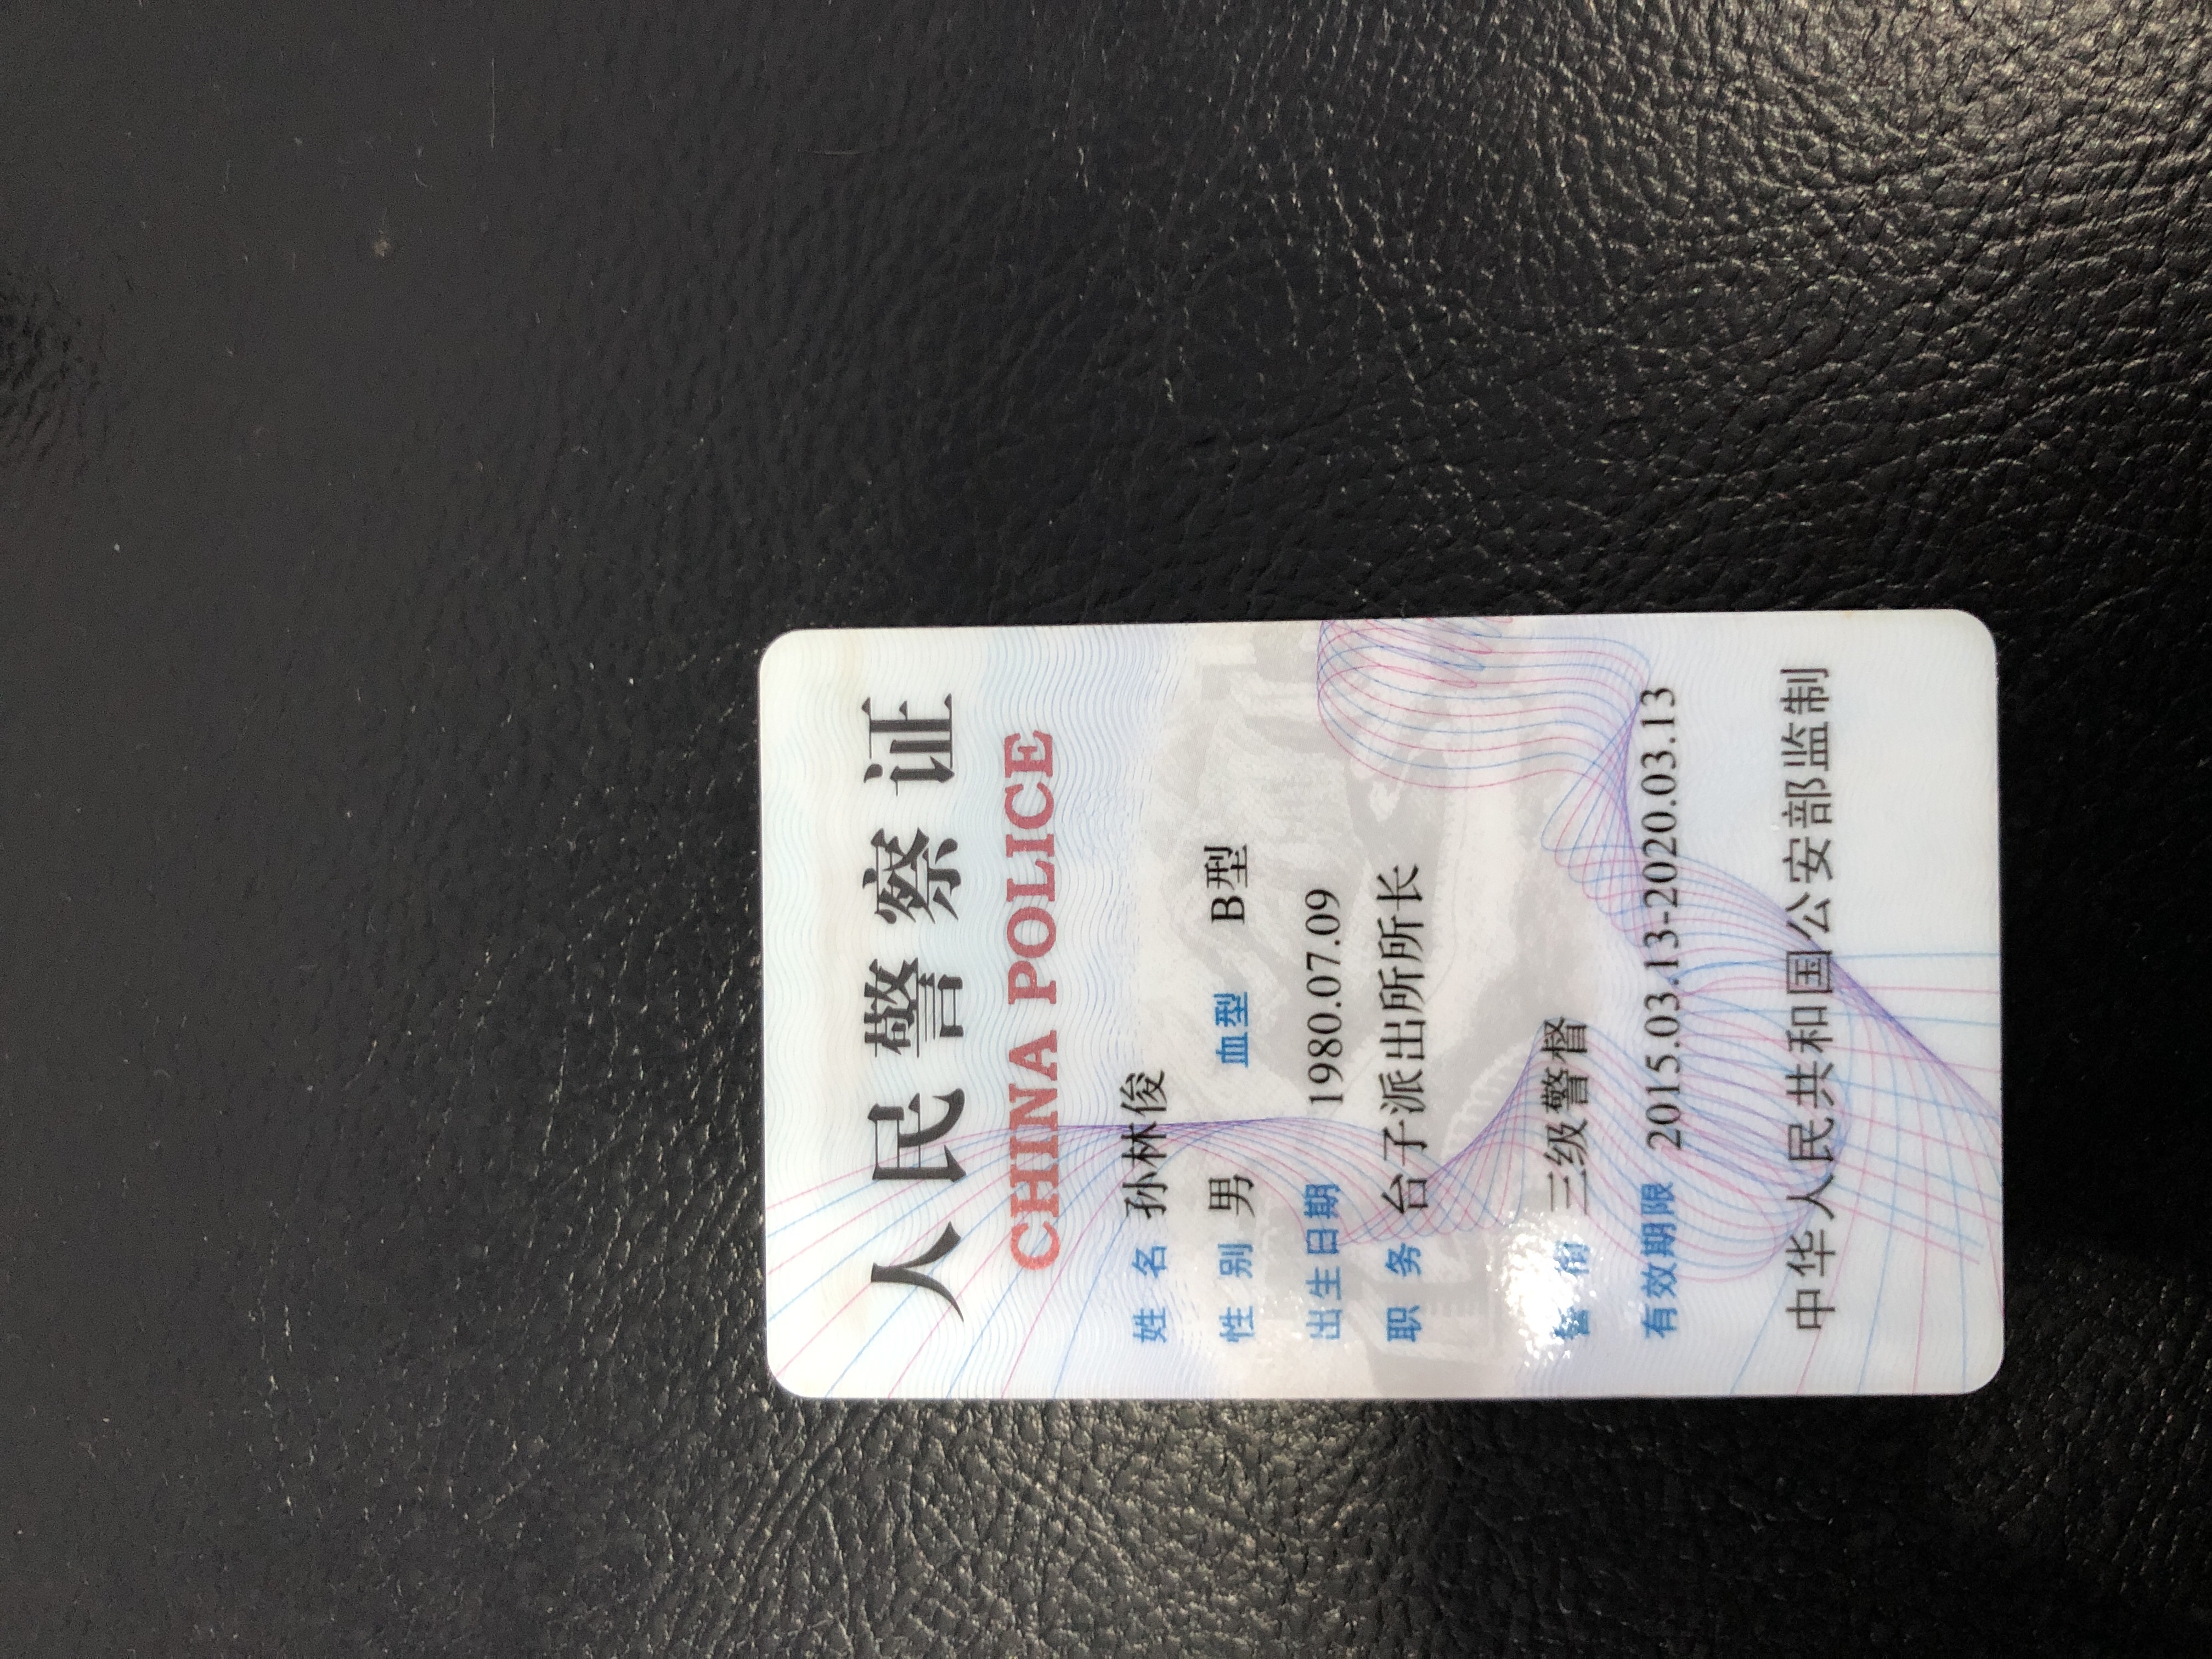 人民警察证
CHINA POLICE
姓 名 孙林俊
性 别 男 血型 B型
出生日期 1980.07.09
职 务 台子派出所所长
警 衔 三级警督
有效期限 2015.03.13-2020.03.13
中华人民共和国公安部监制